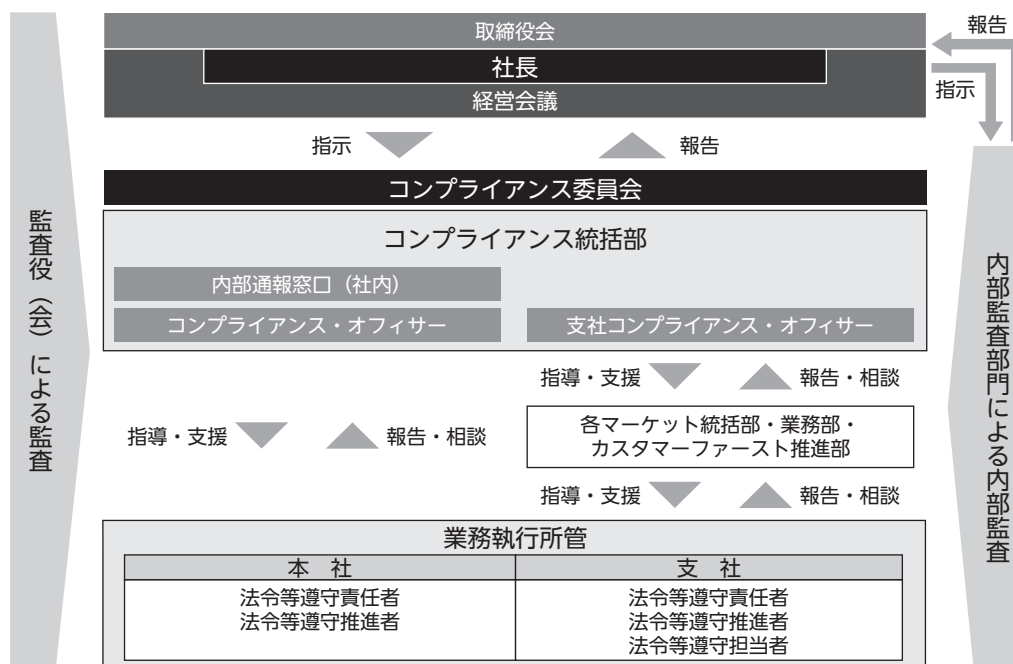 取締役会
社長
経営会議
報告
指示
指示
報告
コンプライアンス委員会
コンプライアンス統括部
内部通報窓口（社内）
コンプライアンス・オフィサー
支社コンプライアンス・オフィサー
指導・支援
報告・相談
指導・支援
報告・相談
各マーケット統括部・業務部・
カスタマーファースト推進部
指導・支援
報告・相談
業務執行所管
本　社
支　社
法令等遵守責任者
法令等遵守推進者
法令等遵守責任者
法令等遵守推進者
法令等遵守担当者
監査役（会）による監査
内部監査部門による内部監査